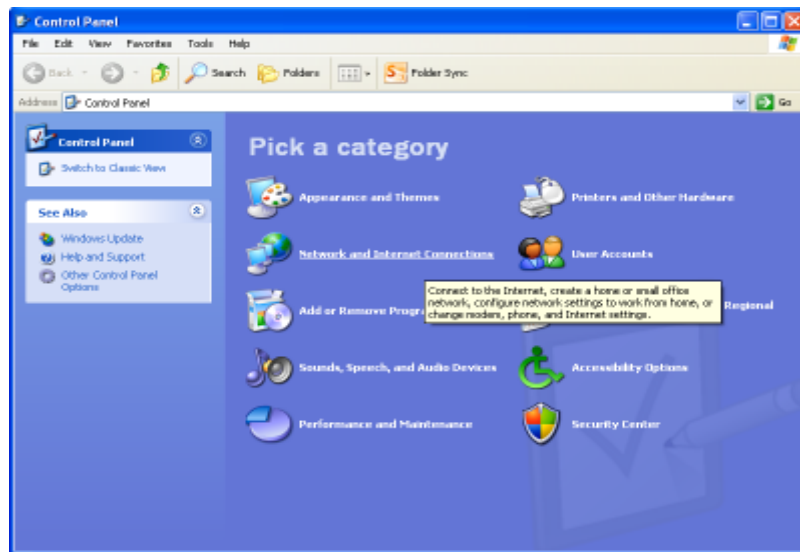 Control Panel
File Edit View Favorites Tools Help
Back Search Folders Folder Sync
Address Control Panel Go
Control Panel
Switch to Classic View
See Also
Windows Update
Help and Support
Other Control Panel
Options
Pick a category
Appearance and Themes
Printers and Other Hardware
Network and Internet Connections
User Accounts
Connect to the Internet, create a home or small office
network, configure network settings to work from home, or
change modem, phone, and Internet settings.
Add or Remove
Regional
Sounds, Speech, and Audio Devices
Accessibility Options
Performance and Maintenance
Security Center